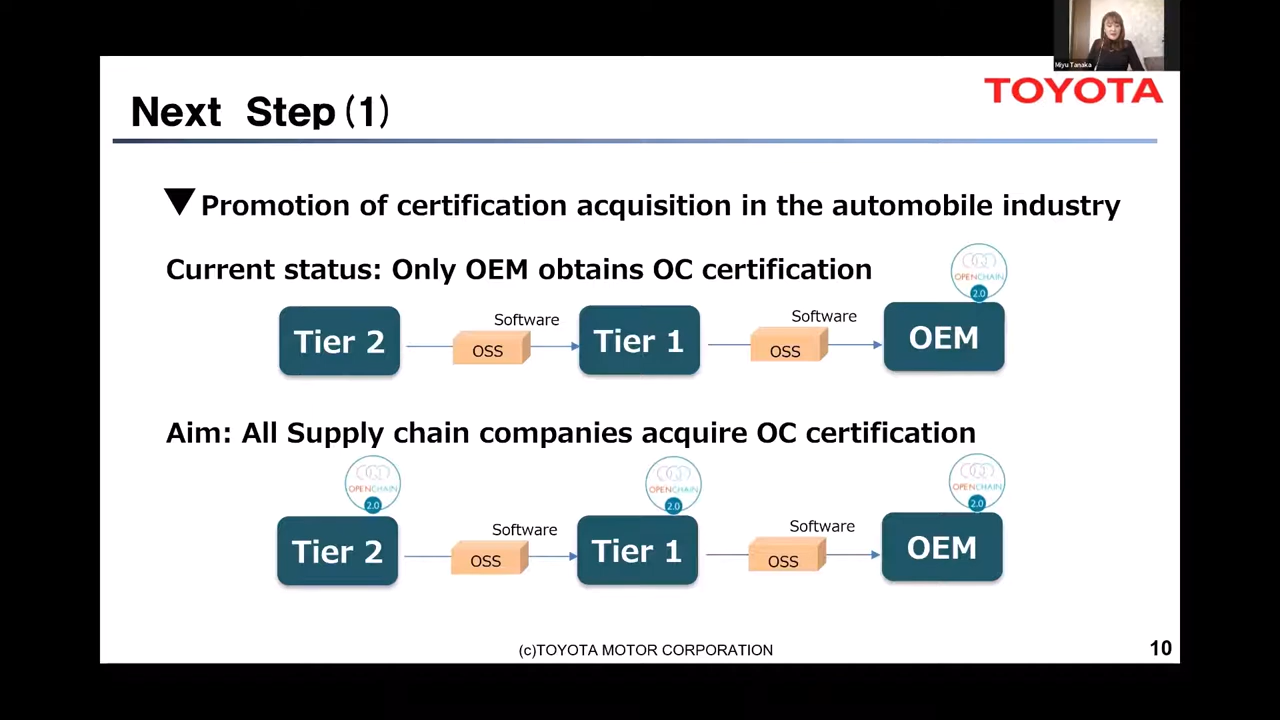 Miyu Tanaka
TOYOTA
Next Step(1)
▼Promotion of certification acquisition in the automobile industry
Current status: Only OEM obtains OC certification
OPENCHAIN
2.0
Tier 2
Software
OSS
Tier 1
Software
OSS
OEM
Aim: All Supply chain companies acquire OC certification
OPENCHAIN
2.0
OPENCHAIN
2.0
OPENCHAIN
2.0
Tier 2
Software
OSS
Tier 1
Software
OSS
OEM
(c)TOYOTA MOTOR CORPORATION
10